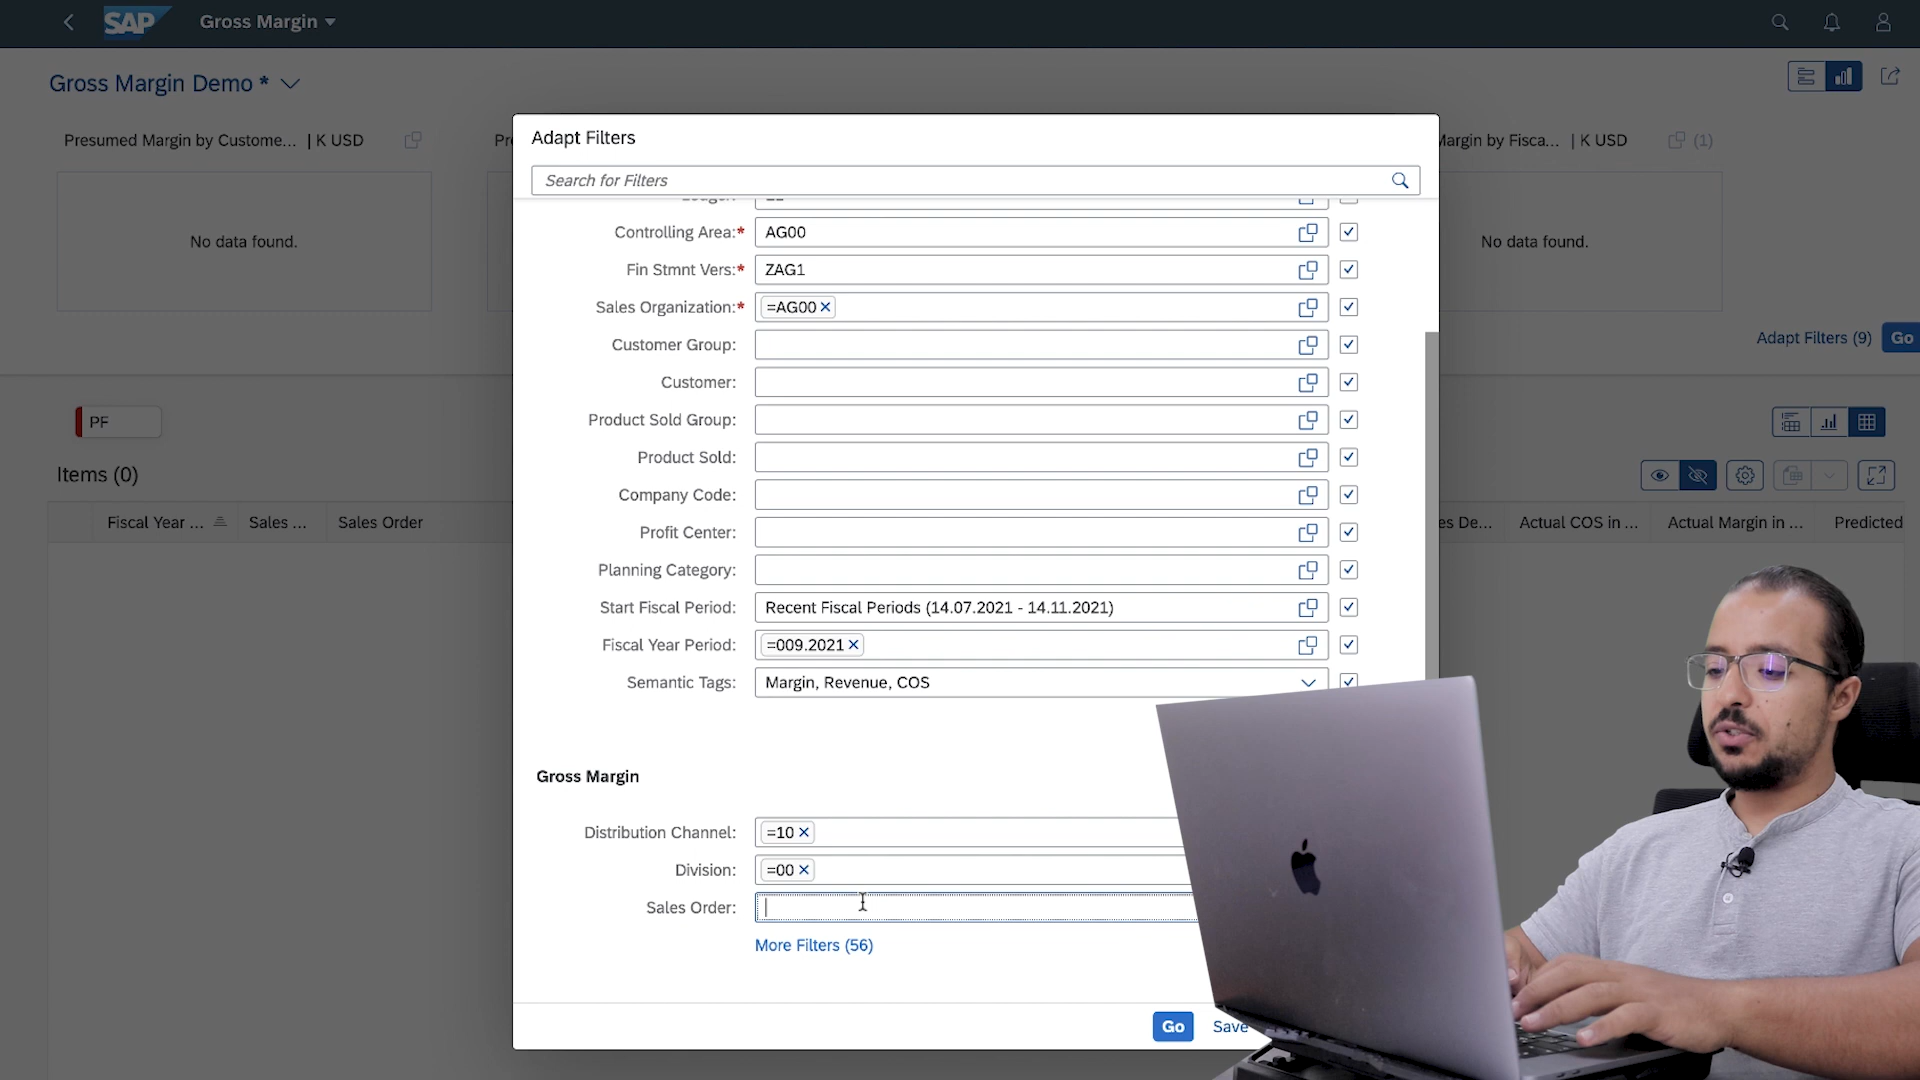 SAP Gross Margin
Gross Margin Demo *
Presumed Margin by Custome... | K USD
Pr
Margin by Fisca... | K USD (1)
No data found.
No data found.
Adapt Filters (9) Go
PF
Items (0)
Fiscal Year ... Sales ... Sales Order
es De... Actual COS in ... Actual Margin in ... Predicted
Adapt Filters
Search for Filters
Controlling Area:* AG00
Fin Stmnt Vers:* ZAG1
Sales Organization:* =AG00
Customer Group:
Customer:
Product Sold Group:
Product Sold:
Company Code:
Profit Center:
Planning Category:
Start Fiscal Period: Recent Fiscal Periods (14.07.2021 - 14.11.2021)
Fiscal Year Period: =009.2021
Semantic Tags: Margin, Revenue, COS
Gross Margin
Distribution Channel: =10
Division: =00
Sales Order:
More Filters (56)
Go Save